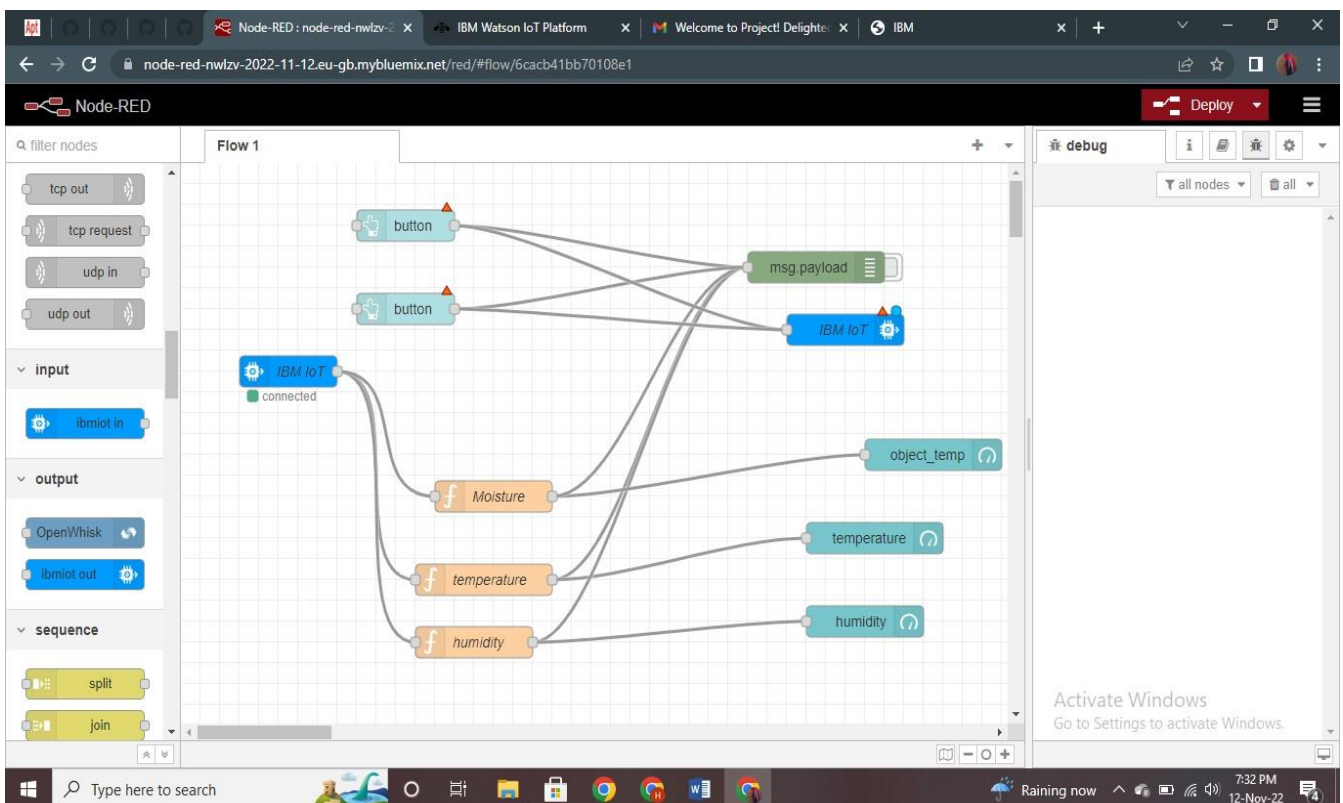 Apt
Node-RED : node-red-nwlzv-2
IBM Watson IoT Platform
Welcome to Project! Delighte
IBM
node-red-nwlzv-2022-11-12.eu-gb.mybluemix.net/red/#flow/6cacb41bb70108e1
Node-RED
Deploy
filter nodes
Flow 1
debug
i
all nodes
all
tcp out
tcp request
udp in
udp out
input
ibmiot in
output
OpenWhisk
ibmiot out
sequence
split
join
button
button
msg.payload
IBM IoT
IBM IoT
connected
object_temp
Moisture
temperature
temperature
humidity
humidity
Activate Windows
Go to Settings to activate Windows.
Type here to search
Raining now
7:32 PM
12-Nov-22
4